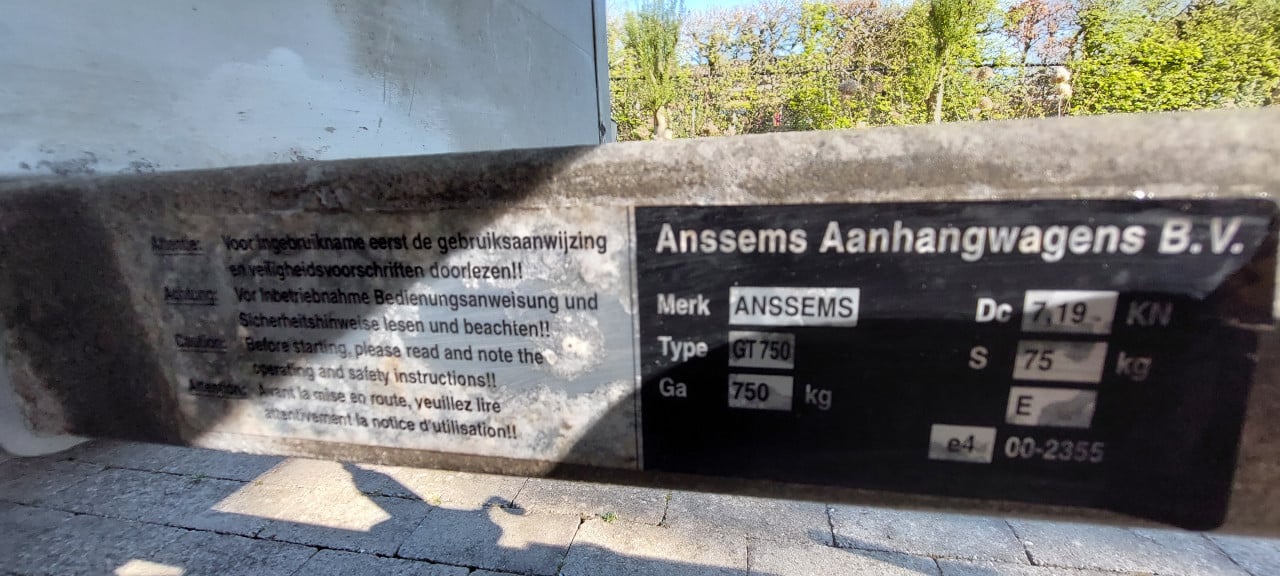 Attentie: Voor ingebruikname eerst de gebruiksaanwijzing
en veiligheidsvoorschriften doorlezen!!
Achtung: Vor Inbetriebnahme Bedienungsanweisung und
Sicherheitshinweise lesen und beachien!!
Caution: Before starting, please read and note the
operating and safety instructions!!
Attention: Avant la mise en route, veuillez lire
attentivement la notice d'utilisation!!
Anssems Aanhangwagens B.V.
Merk ANSSEMS Dc 7,19 KN
Type GT750 S 75 kg
Ga 750 kg E
e4 00-2355